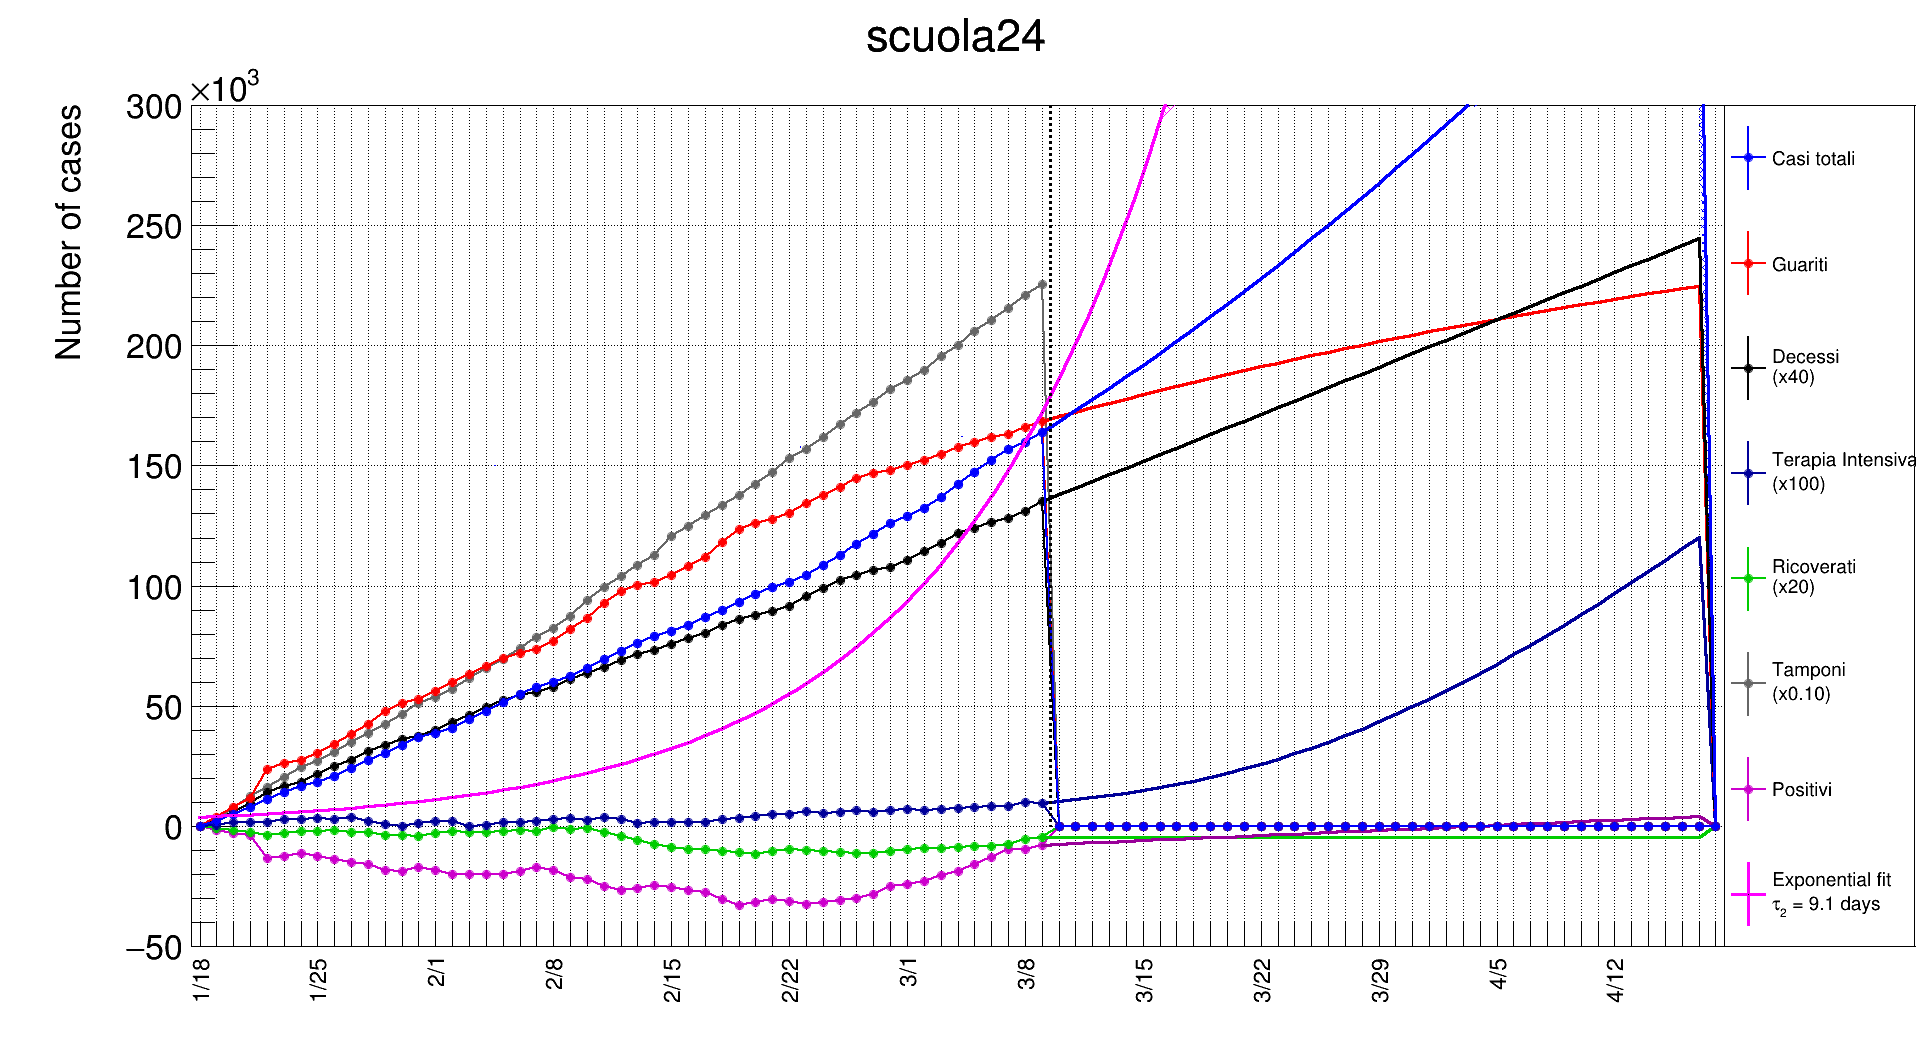 scuola24
×10³
Number of cases
300
250
200
150
100
50
0
−50
1/18
1/25
2/1
2/8
2/15
2/22
3/1
3/8
3/15
3/22
3/29
4/5
4/12
Casi totali
Guariti
Decessi
(x40)
Terapia Intensiva
(x100)
Ricoverati
(x20)
Tamponi
(x0.10)
Positivi
Exponential fit
τ₂ = 9.1 days